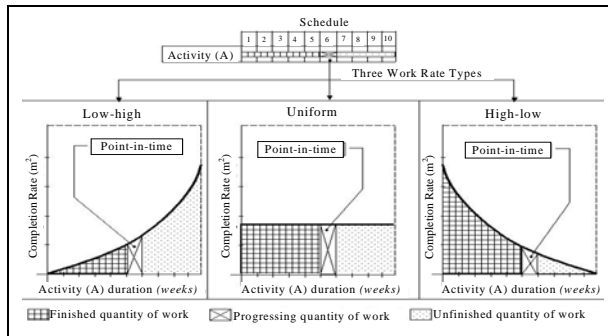 Schedule
1 2 3 4 5 6 7 8 9 10
Activity (A)
Three Work Rate Types
Low-high
Uniform
High-low
Point-in-time
Point-in-time
Point-in-time
Completion Rate (m²)
Completion Rate (m²)
Completion Rate (m²)
Activity (A) duration (weeks)
Activity (A) duration (weeks)
Activity (A) duration (weeks)
Finished quantity of work
Progressing quantity of work
Unfinished quantity of work